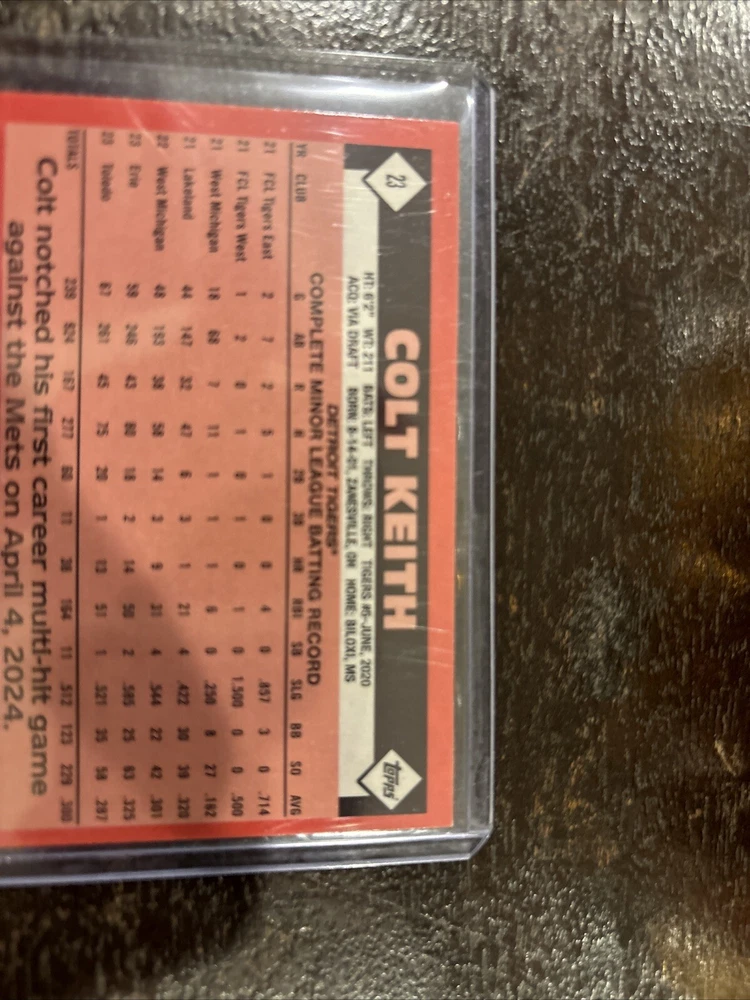 23
COLT KEITH
TOPPS
HT: 6'2" WT: 211 BATS: LEFT THROWS: RIGHT TIGERS #5-JUNE, 2020
ACQ: VIA DRAFT BORN: 8-14-01, ZANESVILLE, OH HOME: BILOXI, MS
DETROIT TIGERS®
COMPLETE MINOR LEAGUE BATTING RECORD
YR CLUB G AB R H 2B 3B HR RBI SB SLG BB SO AVG
21 FCL Tigers East 2 7 2 5 1 0 0 4 0 .857 3 0 .714
21 FCL Tigers West 1 2 0 1 0 1 0 1 0 1.500 0 0 .500
21 West Michigan 18 68 7 11 1 1 1 6 0 .250 8 27 .162
21 Lakeland 44 147 32 47 6 3 1 21 4 .422 30 39 .320
22 West Michigan 48 193 38 58 14 3 9 31 4 .544 22 42 .301
23 Erie 59 246 43 80 18 2 14 50 2 .585 25 63 .325
23 Toledo 67 261 45 75 20 1 13 51 1 .521 35 58 .287
TOTALS 239 924 167 277 60 11 38 164 11 .512 123 229 .300
Colt notched his first career multi-hit game
against the Mets on April 4, 2024.